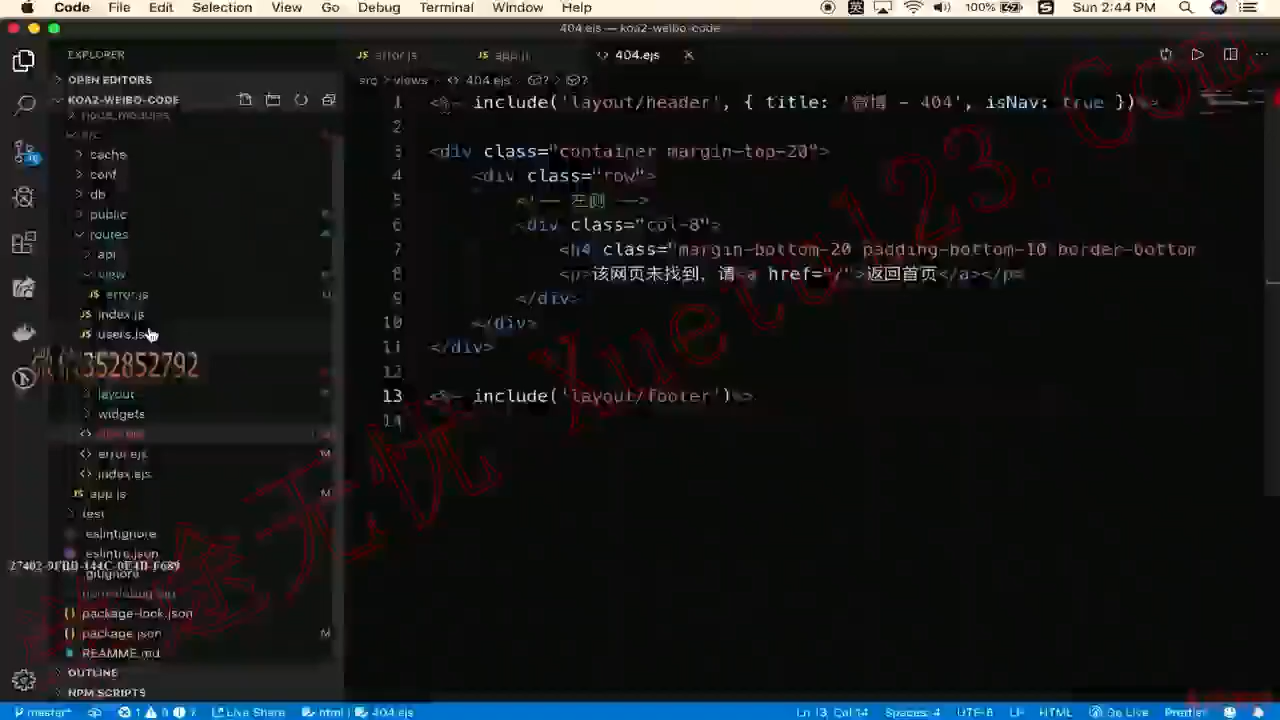 Code File Edit Selection View Go Debug Terminal Window Help 100% Sun 2:44 PM
404.ejs — koa2-weibo-code
EXPLORER
error.js app.js 404.ejs
OPEN EDITORS
src > views > 404.ejs > ? > ?
KOA2-WEIBO-CODE
node_modules
src
cache
conf
db
public
routes
api
view
error.js
index.js
users.js
352852792
layout
widgets
error.ejs
index.ejs
app.js
test
.eslintignore
.eslintrc.json
.gitignore
package-lock.json
package.json
README.md
OUTLINE
NPM SCRIPTS
1 <%- include('layout/header', { title: '微博 - 404', isNav: true })%>
2
3 <div class="container margin-top-20">
4 <div class="row">
5 <!-- 左侧 -->
6 <div class="col-8">
7 <h4 class="margin-bottom-20 padding-bottom-10 border-bottom
8 <p>该网页未找到，请<a href="/">返回首页</a></p>
9 </div>
10 </div>
11 </div>
12
13 <%- include('layout/footer')%>
14
Xuetu123.Com
master* Live Share html 404.ejs Ln 13, Col 14 Spaces: 4 UTF-8 LF HTML Go Live Prettier